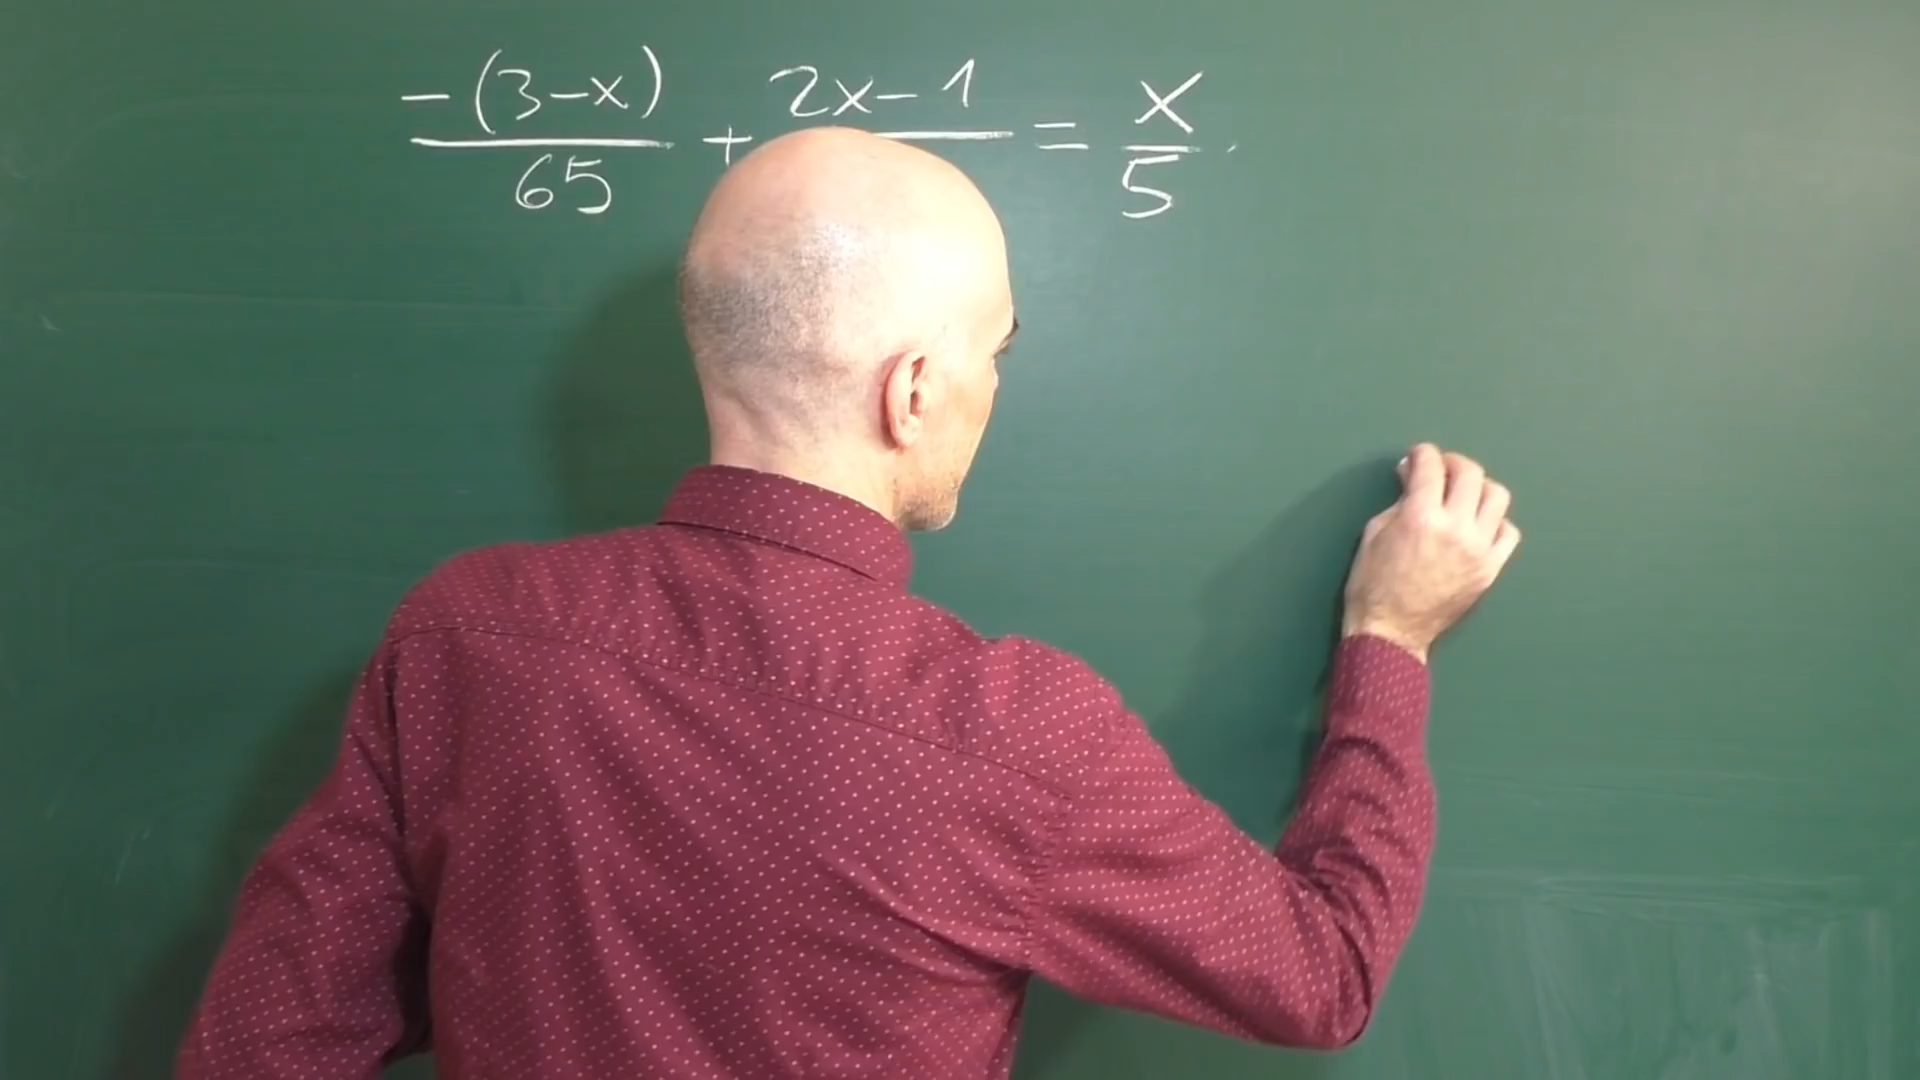 -(3-x)/65 + 2x-1/ = x/5